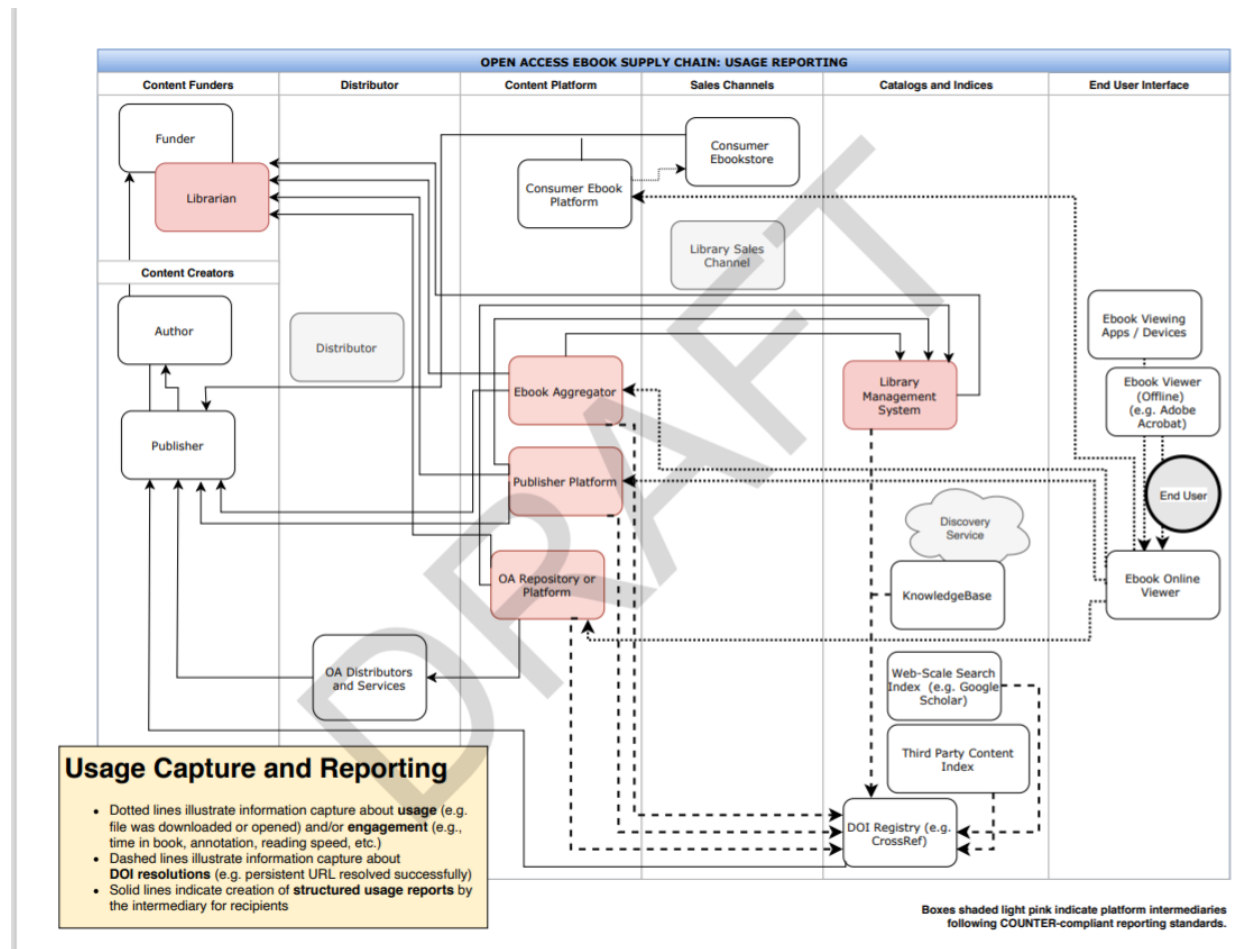 OPEN ACCESS EBOOK SUPPLY CHAIN: USAGE REPORTING
Content Funders
Distributor
Content Platform
Sales Channels
Catalogs and Indices
End User Interface
Funder
Librarian
Consumer Ebook
Platform
Consumer
Ebookstore
Library Sales
Channel
Content Creators
Author
Distributor
Publisher
Ebook Aggregator
Publisher Platform
OA Repository or
Platform
Library
Management
System
Ebook Viewing
Apps / Devices
Ebook Viewer
(Offline)
(e.g. Adobe
Acrobat)
End User
Ebook Online
Viewer
Discovery
Service
KnowledgeBase
OA Distributors
and Services
Web-Scale Search
Index (e.g. Google
Scholar)
Third Party Content
Index
DOI Registry (e.g.
CrossRef)
DRAFT
Usage Capture and Reporting
• Dotted lines illustrate information capture about usage (e.g.
file was downloaded or opened) and/or engagement (e.g.,
time in book, annotation, reading speed, etc.)
• Dashed lines illustrate information capture about
DOI resolutions (e.g. persistent URL resolved successfully)
• Solid lines indicate creation of structured usage reports by
the intermediary for recipients
Boxes shaded light pink indicate platform intermediaries
following COUNTER-compliant reporting standards.